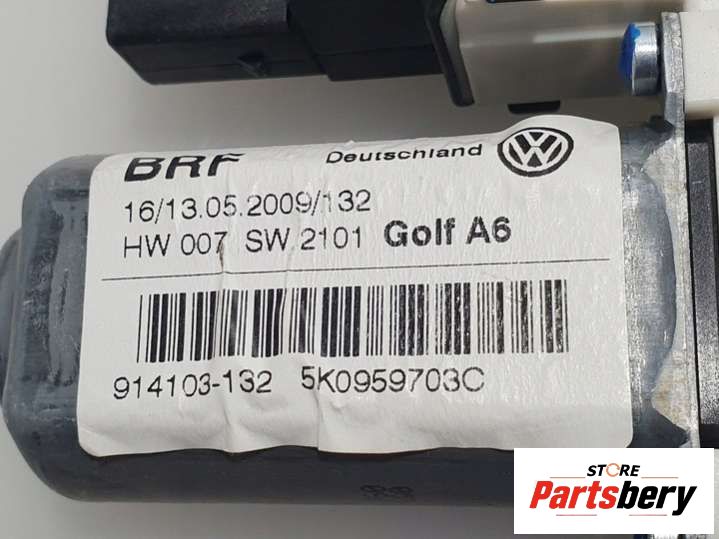 BRF Deutschland
16/13.05.2009/132
HW 007 SW 2101 Golf A6
914103-132 5K0959703C
STORE
Partsbery